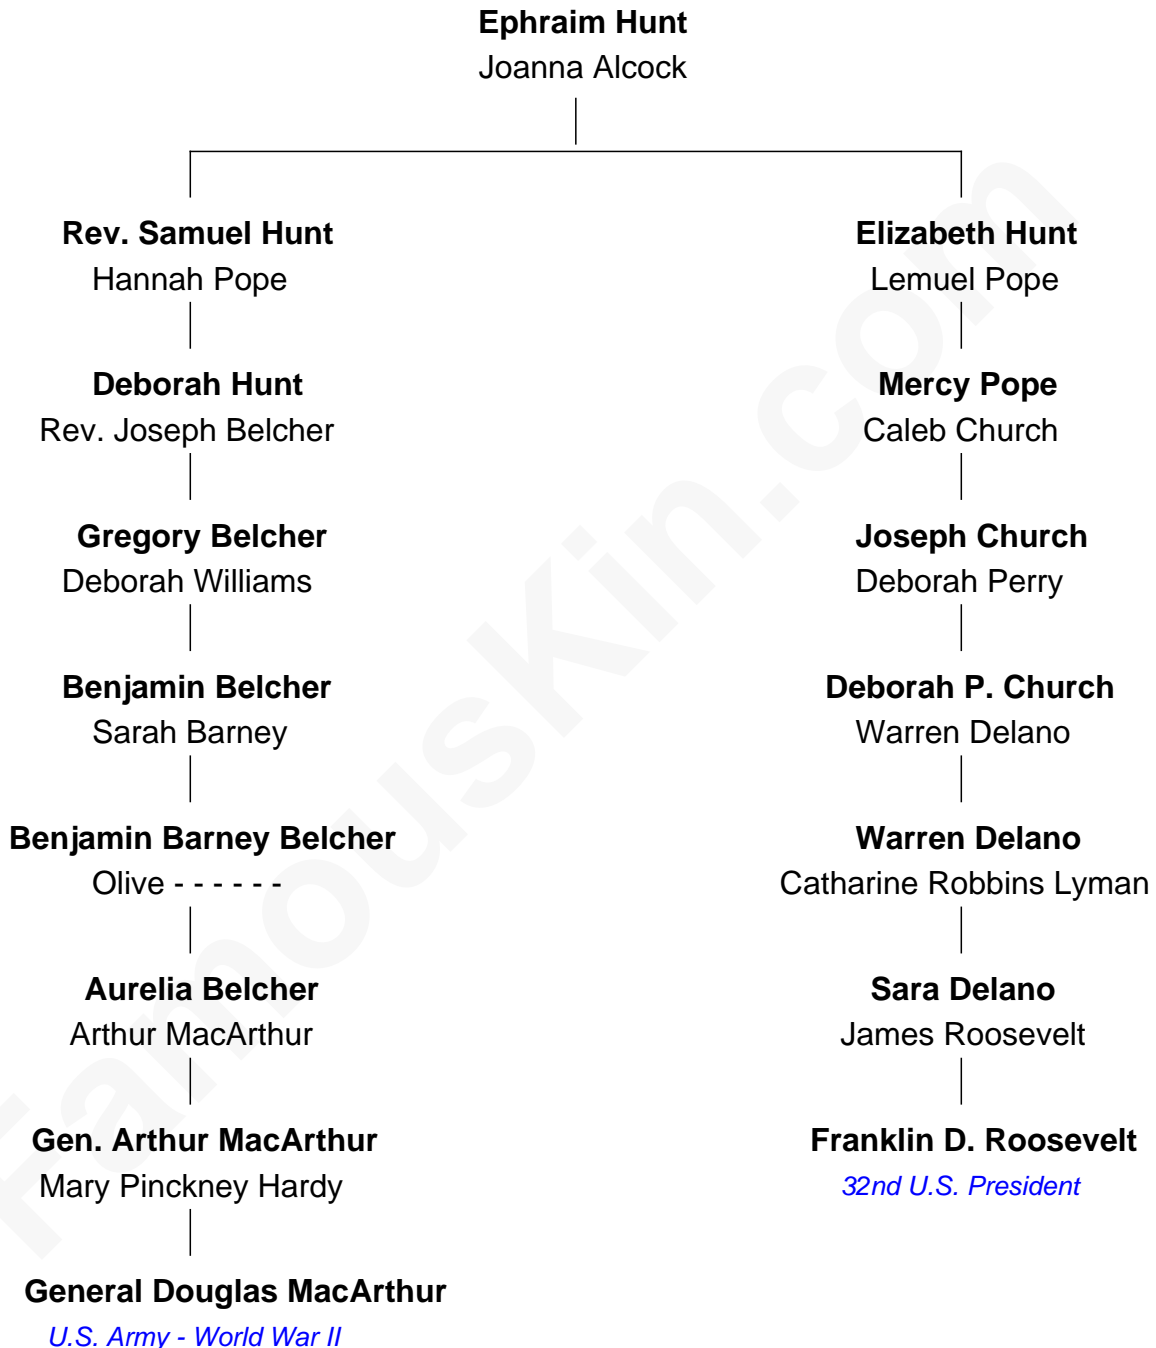 Ephraim Hunt
Joanna Alcock
Rev. Samuel Hunt
Hannah Pope
Elizabeth Hunt
Lemuel Pope
Deborah Hunt
Rev. Joseph Belcher
Mercy Pope
Caleb Church
Gregory Belcher
Deborah Williams
Joseph Church
Deborah Perry
Benjamin Belcher
Sarah Barney
Deborah P. Church
Warren Delano
Benjamin Barney Belcher
Olive - - - - - -
Warren Delano
Catharine Robbins Lyman
Aurelia Belcher
Arthur MacArthur
Sara Delano
James Roosevelt
Gen. Arthur MacArthur
Mary Pinckney Hardy
Franklin D. Roosevelt
32nd U.S. President
General Douglas MacArthur
U.S. Army - World War II
FamousKin.com